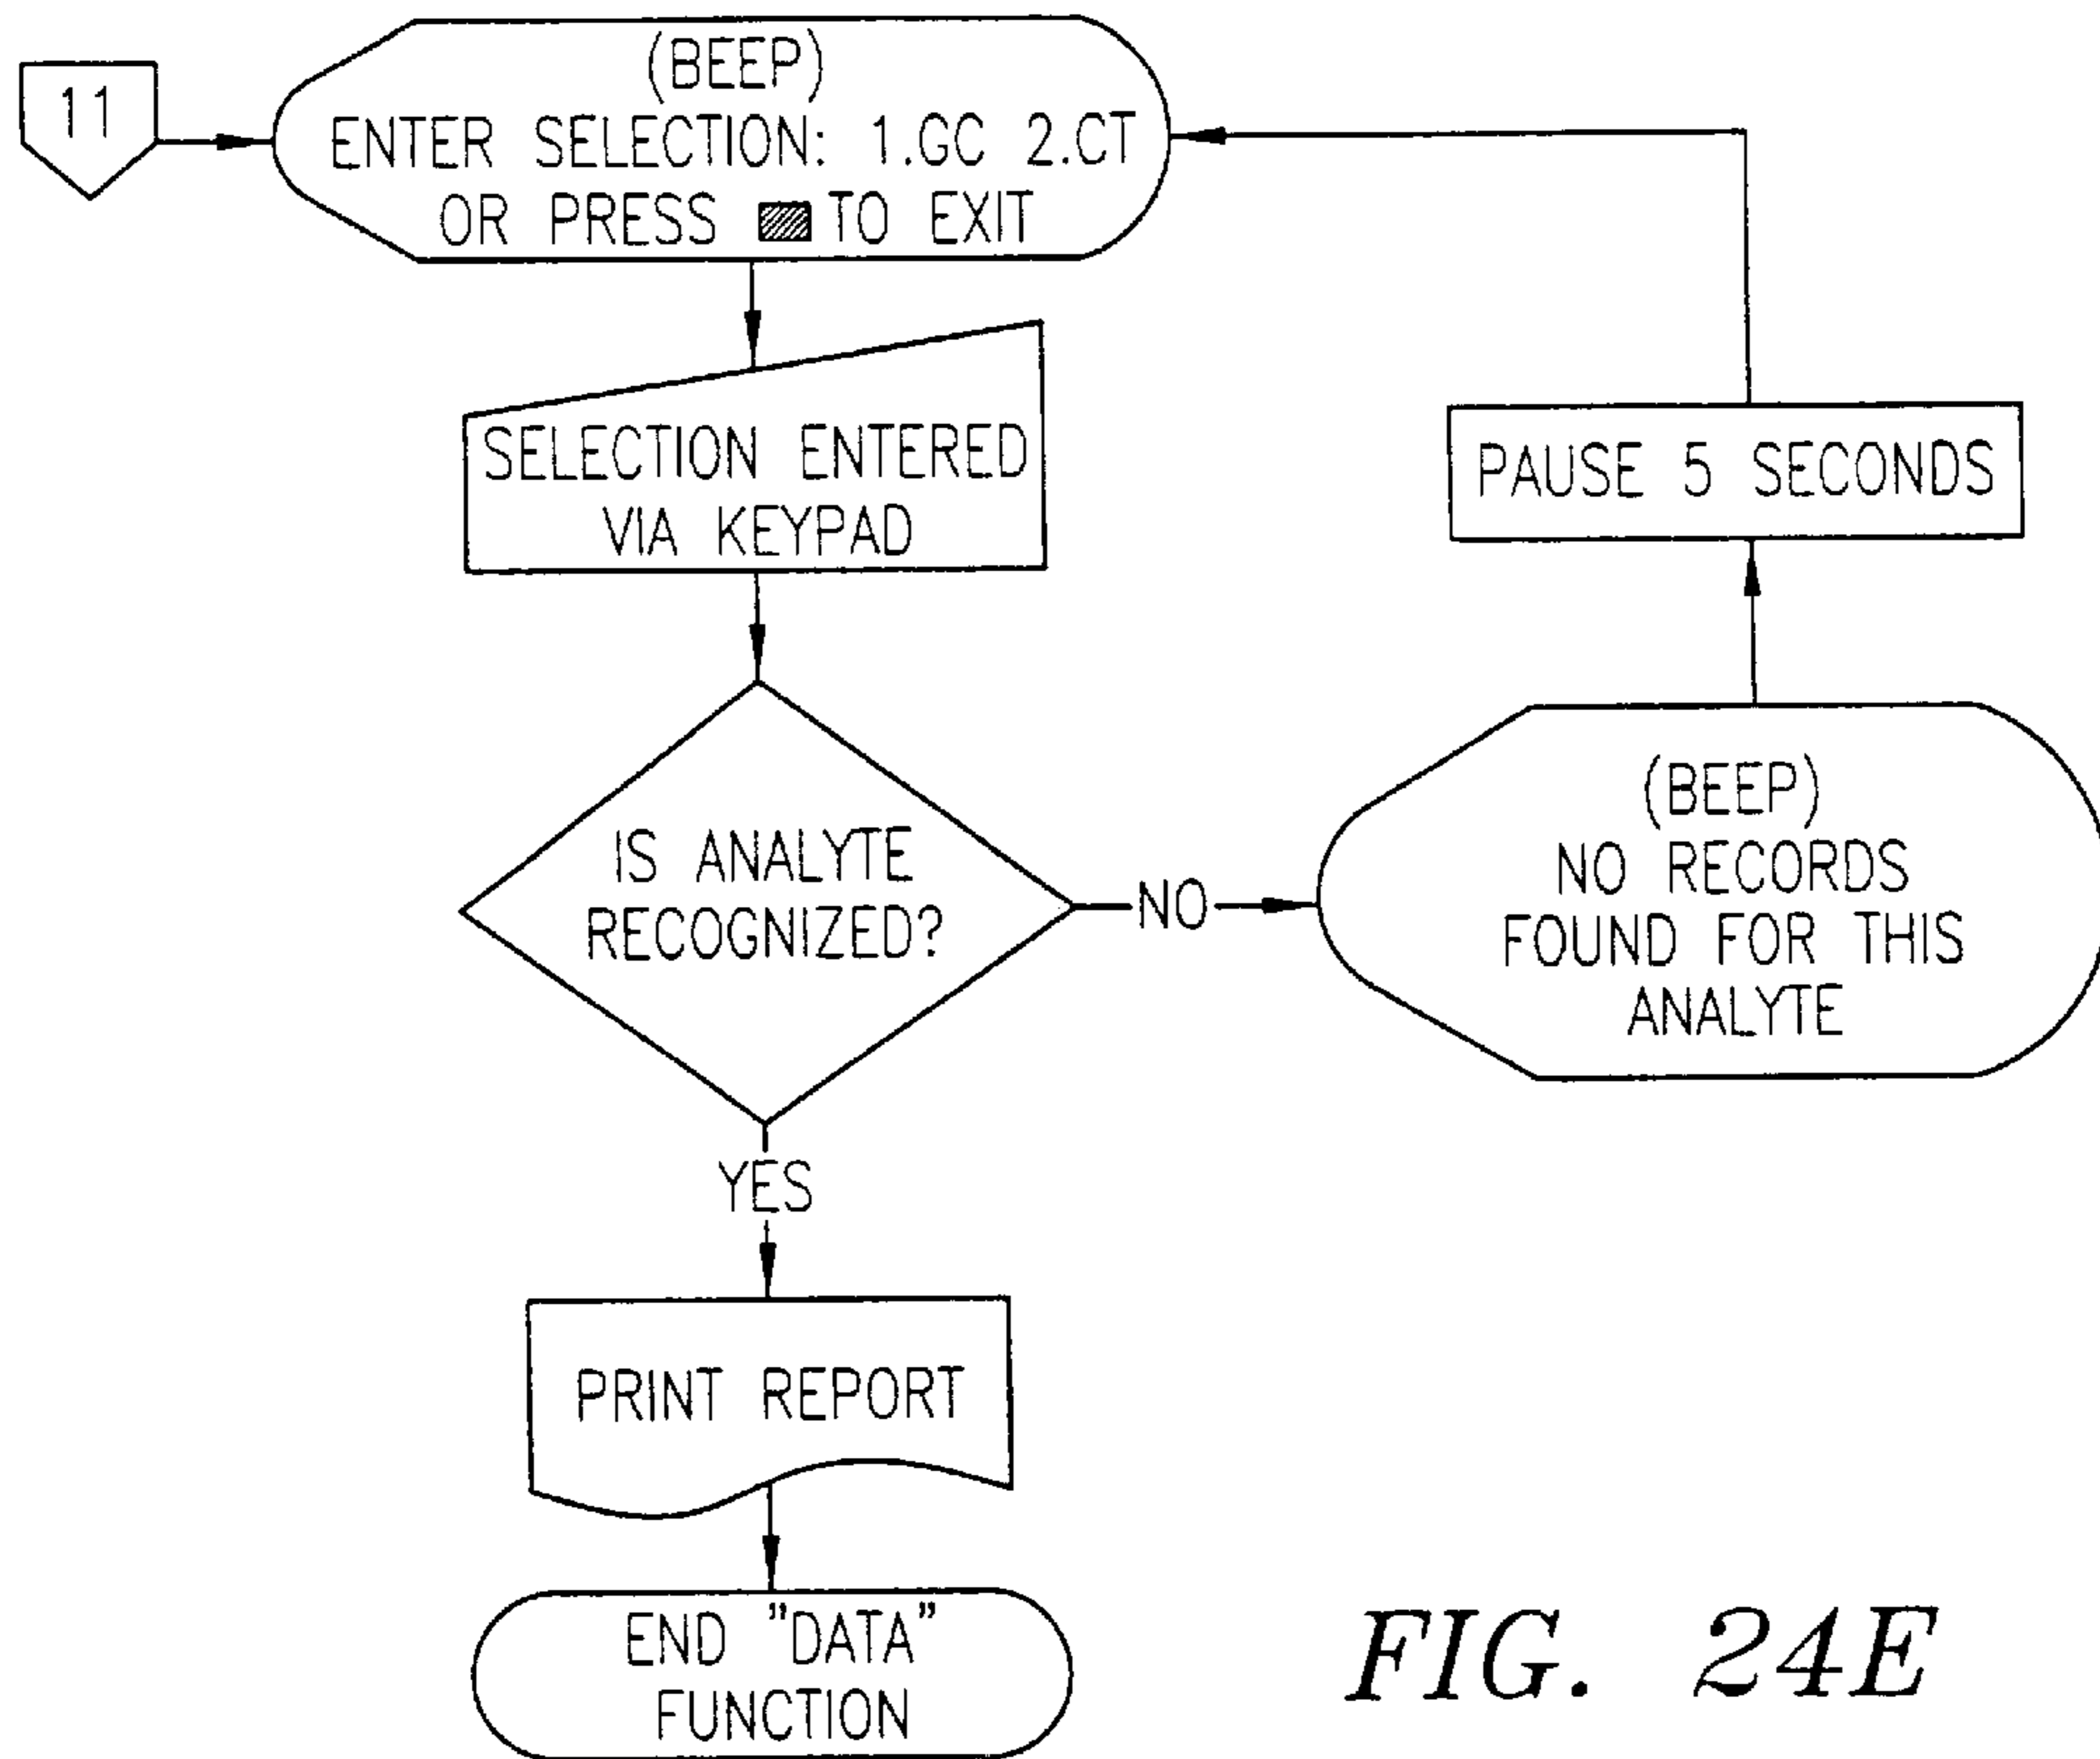 11
(BEEP)
ENTER SELECTION: 1.GC 2.CT
OR PRESS TO EXIT
SELECTION ENTERED
VIA KEYPAD
PAUSE 5 SECONDS
IS ANALYTE
RECOGNIZED?
NO
(BEEP)
NO RECORDS
FOUND FOR THIS
ANALYTE
YES
PRINT REPORT
END "DATA"
FUNCTION
FIG. 24E